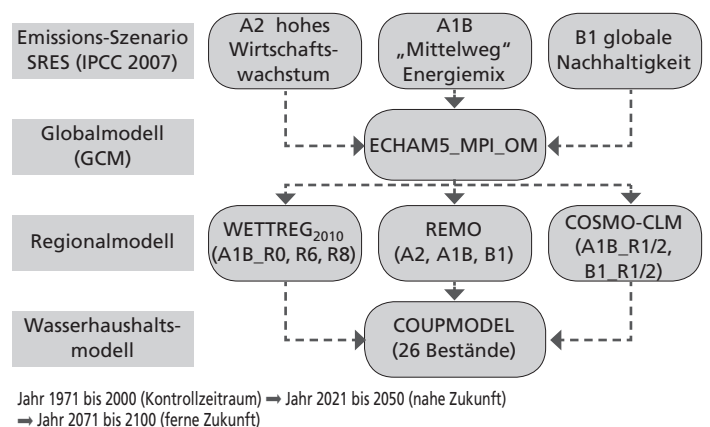 Emissions-Szenario
SRES (IPCC 2007)
A2 hohes
Wirtschafts-
wachstum
A1B
„Mittelweg“
Energiemix
B1 globale
Nachhaltigkeit
Globalmodell
(GCM)
ECHAM5_MPI_OM
Regionalmodell
WETTREG2010
(A1B_R0, R6, R8)
REMO
(A2, A1B, B1)
COSMO-CLM
(A1B_R1/2,
B1_R1/2)
Wasserhaushalts-
modell
COUPMODEL
(26 Bestände)
Jahr 1971 bis 2000 (Kontrollzeitraum) ➡ Jahr 2021 bis 2050 (nahe Zukunft)
➡ Jahr 2071 bis 2100 (ferne Zukunft)